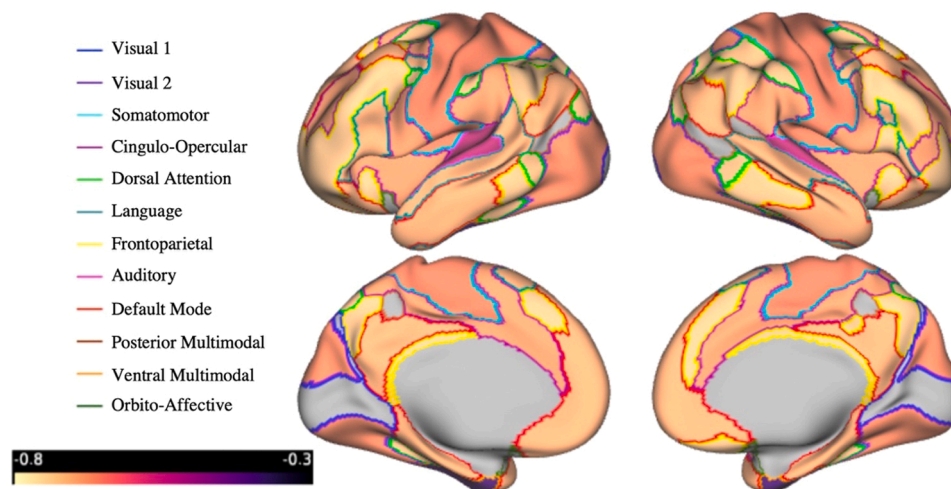 Visual 1
Visual 2
Somatomotor
Cingulo-Opercular
Dorsal Attention
Language
Frontoparietal
Auditory
Default Mode
Posterior Multimodal
Ventral Multimodal
Orbito-Affective
-0.8 -0.3